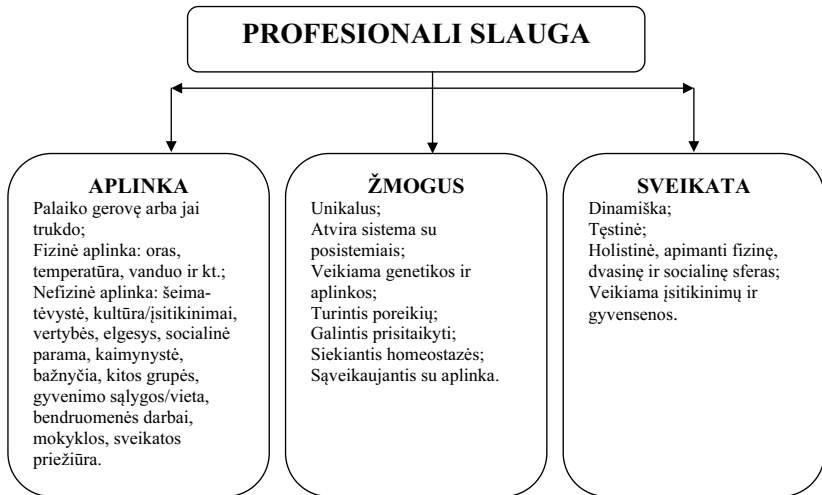 PROFESIONALI SLAUGA
APLINKA
Palaiko gerovę arba jai
trukdo;
Fizinė aplinka: oras,
temperatūra, vanduo ir kt.;
Nefizinė aplinka: šeima-
tėvystė, kultūra/įsitikinimai,
vertybės, elgesys, socialinė
parama, kaimynystė,
bažnyčia, kitos grupės,
gyvenimo sąlygos/vieta,
bendruomenės darbai,
mokyklos, sveikatos
priežiūra.
ŽMOGUS
Unikalus;
Atvira sistema su
posistemiais;
Veikiama genetikos ir
aplinkos;
Turintis poreikių;
Galintis prisitaikyti;
Siekiantis homeostazės;
Sąveikaujantis su aplinka.
SVEIKATA
Dinamiška;
Tęstinė;
Holistinė, apimanti fizinę,
dvasinę ir socialinę sferas;
Veikiama įsitikinimų ir
gyvensenos.